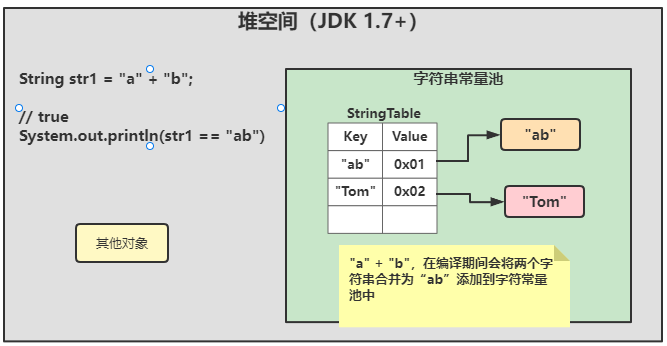 堆空间（JDK 1.7+）
String str1 = "a" + "b";
// true
System.out.println(str1 == "ab")
其他对象
字符串常量池
StringTable
Key Value
"ab" 0x01
"Tom" 0x02
"ab"
"Tom"
"a" + "b"，在编译期间会将两个字
符串合并为“ab”添加到字符常量
池中